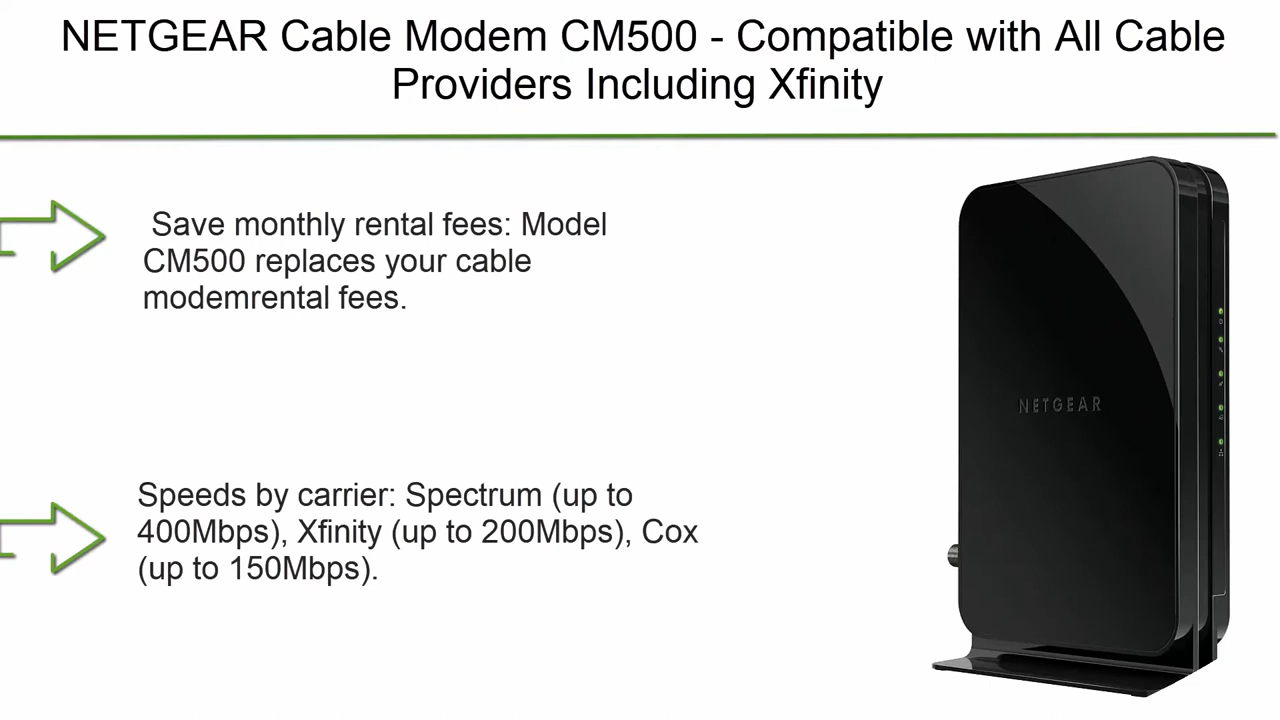 NETGEAR Cable Modem CM500 - Compatible with All Cable
Providers Including Xfinity
Save monthly rental fees: Model
CM500 replaces your cable
modemrental fees.
Speeds by carrier: Spectrum (up to
400Mbps), Xfinity (up to 200Mbps), Cox
(up to 150Mbps).
NETGEAR